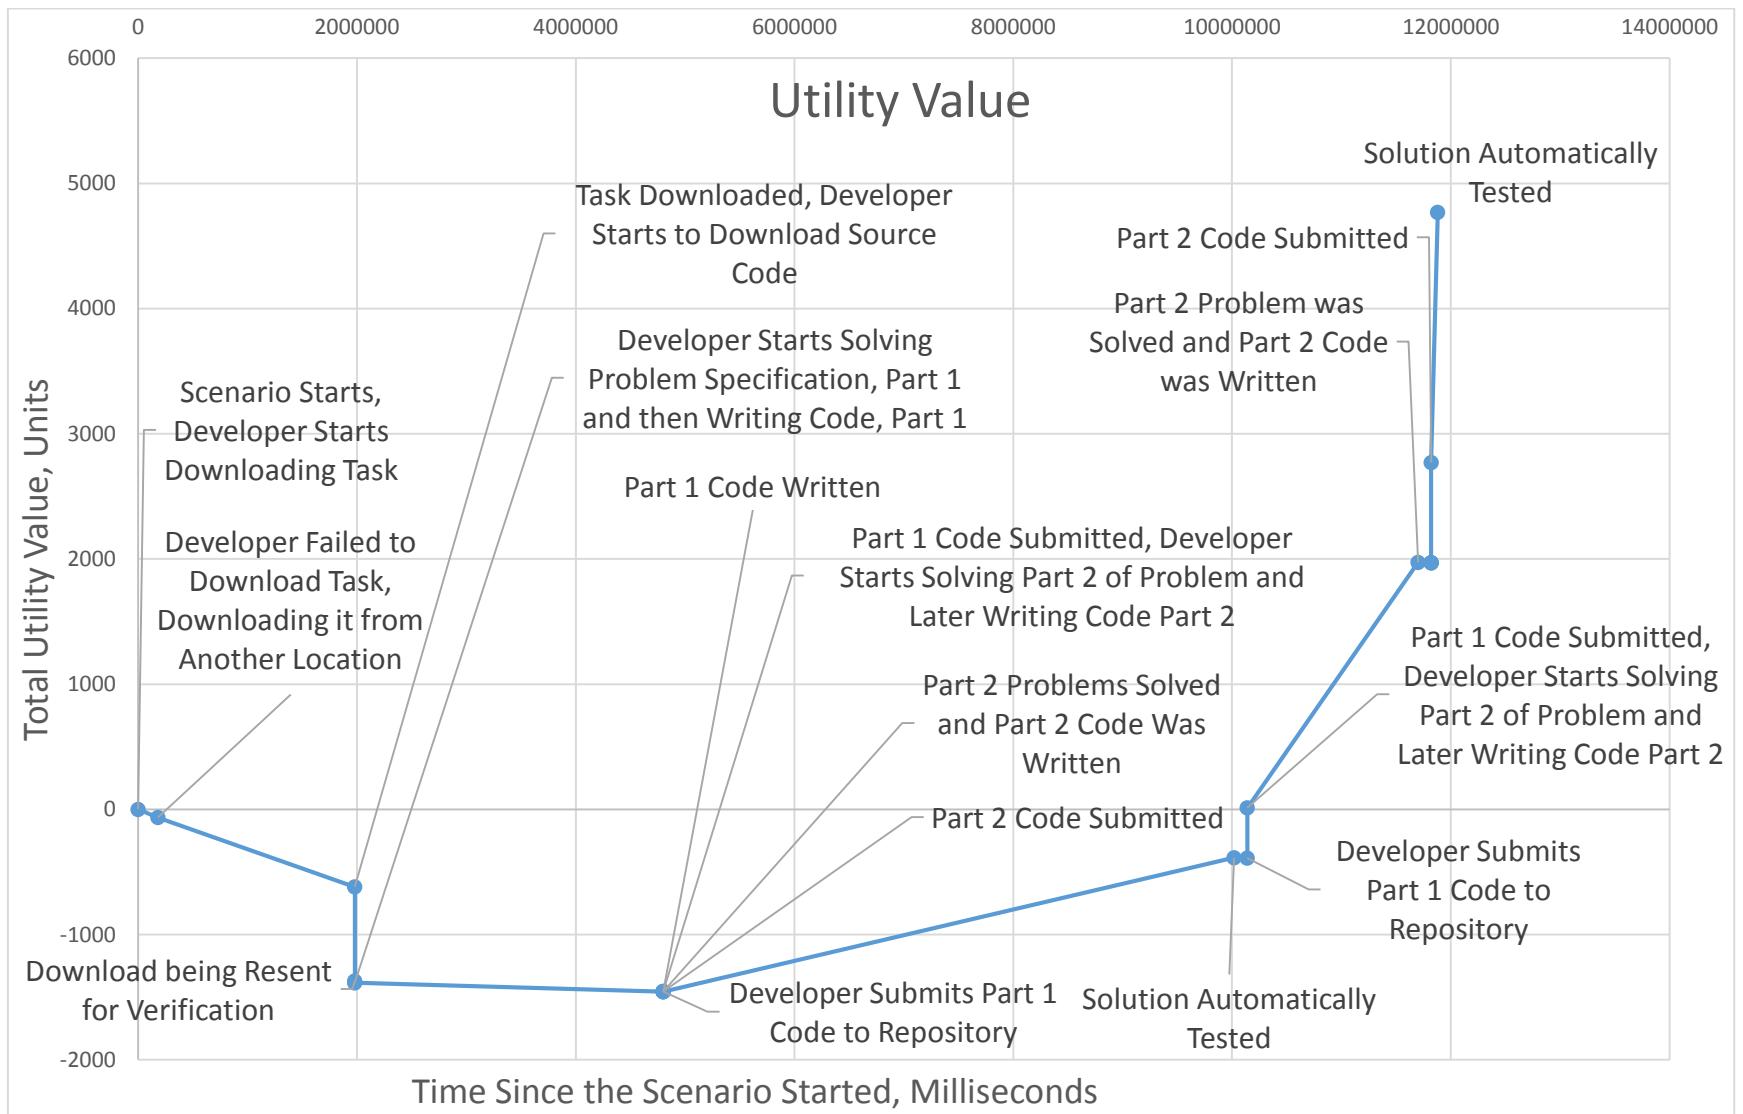 0 2000000 4000000 6000000 8000000 10000000 12000000 14000000
6000
5000
4000
3000
2000
1000
0
-1000
-2000
Utility Value
Total Utility Value, Units
Time Since the Scenario Started, Milliseconds
Scenario Starts,
Developer Starts
Downloading Task
Developer Failed to
Download Task,
Downloading it from
Another Location
Task Downloaded, Developer
Starts to Download Source
Code
Developer Starts Solving
Problem Specification, Part 1
and then Writing Code, Part 1
Download being Resent
for Verification
Part 1 Code Written
Part 1 Code Submitted, Developer
Starts Solving Part 2 of Problem and
Later Writing Code Part 2
Part 2 Problems Solved
and Part 2 Code Was
Written
Part 2 Code Submitted
Developer Submits Part 1
Code to Repository
Solution Automatically
Tested
Developer Submits
Part 1 Code to
Repository
Part 1 Code Submitted,
Developer Starts Solving
Part 2 of Problem and
Later Writing Code Part 2
Part 2 Problem was
Solved and Part 2 Code
was Written
Part 2 Code Submitted
Solution Automatically
Tested